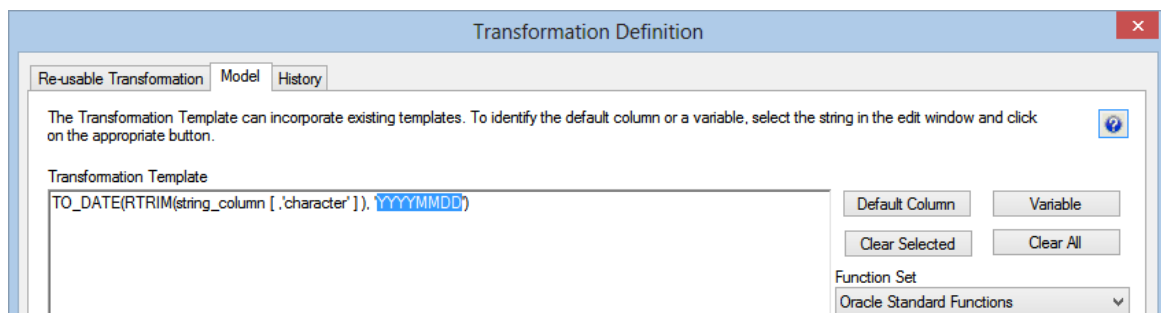 Transformation Definition
Re-usable Transformation Model History
The Transformation Template can incorporate existing templates. To identify the default column or a variable, select the string in the edit window and click
on the appropriate button.
Transformation Template
TO_DATE(RTRIM(string_column [ ,'character' ] ), 'YYYYMMDD')
Default Column Variable
Clear Selected Clear All
Function Set
Oracle Standard Functions